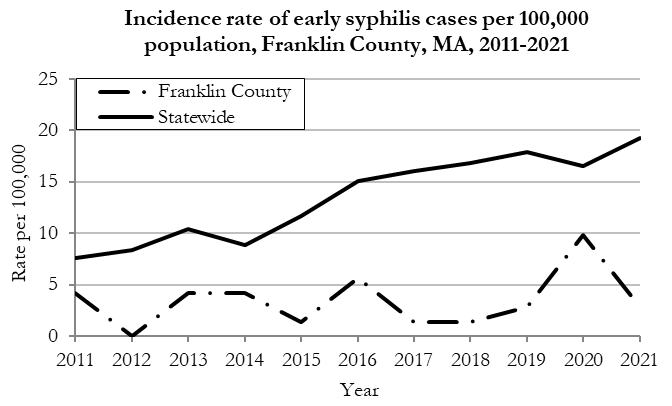 Incidence rate of early syphilis cases per 100,000
population, Franklin County, MA, 2011-2021
25
20
15
10
5
0
Franklin County
Statewide
Rate per 100,000
2011 2012 2013 2014 2015 2016 2017 2018 2019 2020 2021
Year